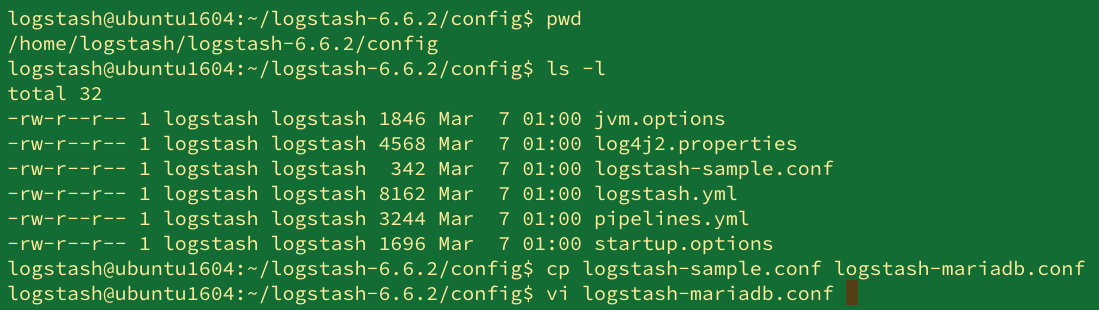 logstash@ubuntu1604:~/logstash-6.6.2/config$ pwd
/home/logstash/logstash-6.6.2/config
logstash@ubuntu1604:~/logstash-6.6.2/config$ ls -l
total 32
-rw-r--r-- 1 logstash logstash 1846 Mar  7 01:00 jvm.options
-rw-r--r-- 1 logstash logstash 4568 Mar  7 01:00 log4j2.properties
-rw-r--r-- 1 logstash logstash  342 Mar  7 01:00 logstash-sample.conf
-rw-r--r-- 1 logstash logstash 8162 Mar  7 01:00 logstash.yml
-rw-r--r-- 1 logstash logstash 3244 Mar  7 01:00 pipelines.yml
-rw-r--r-- 1 logstash logstash 1696 Mar  7 01:00 startup.options
logstash@ubuntu1604:~/logstash-6.6.2/config$ cp logstash-sample.conf logstash-mariadb.conf
logstash@ubuntu1604:~/logstash-6.6.2/config$ vi logstash-mariadb.conf